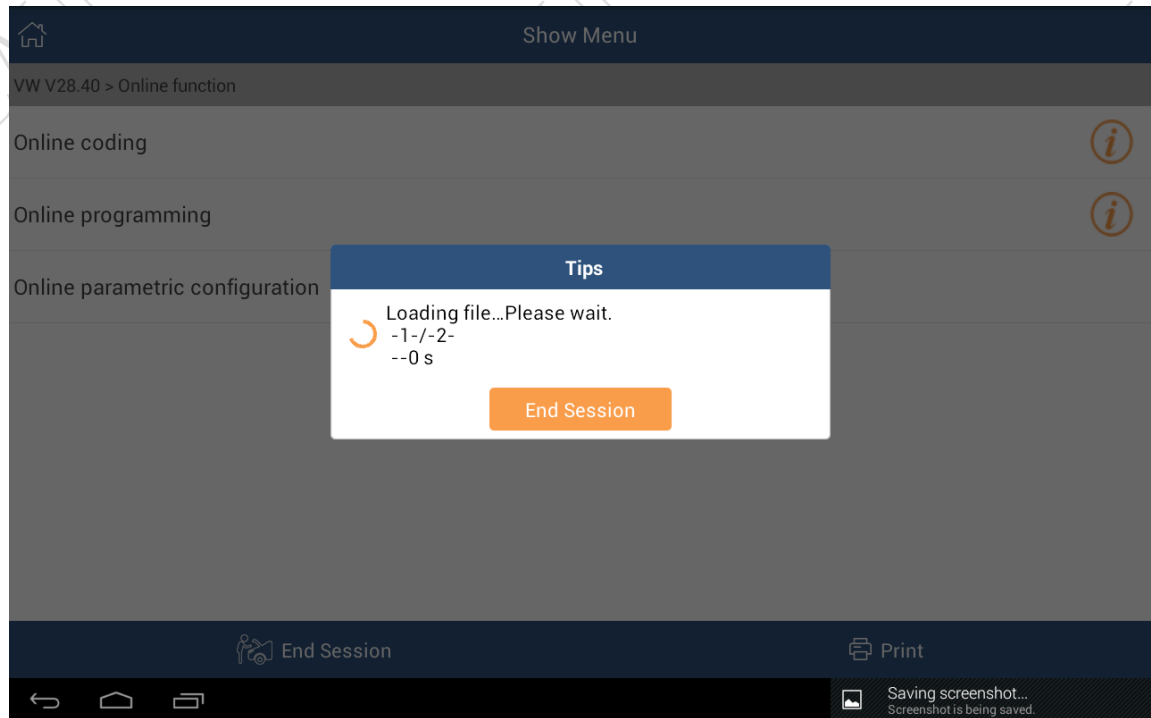 Show Menu
VW V28.40 > Online function
Online coding
i
Online programming
i
Online parametric configuration
Tips
Loading file...Please wait.
-1-/-2-
--0 s
End Session
End Session
Print
Saving screenshot...
Screenshot is being saved.